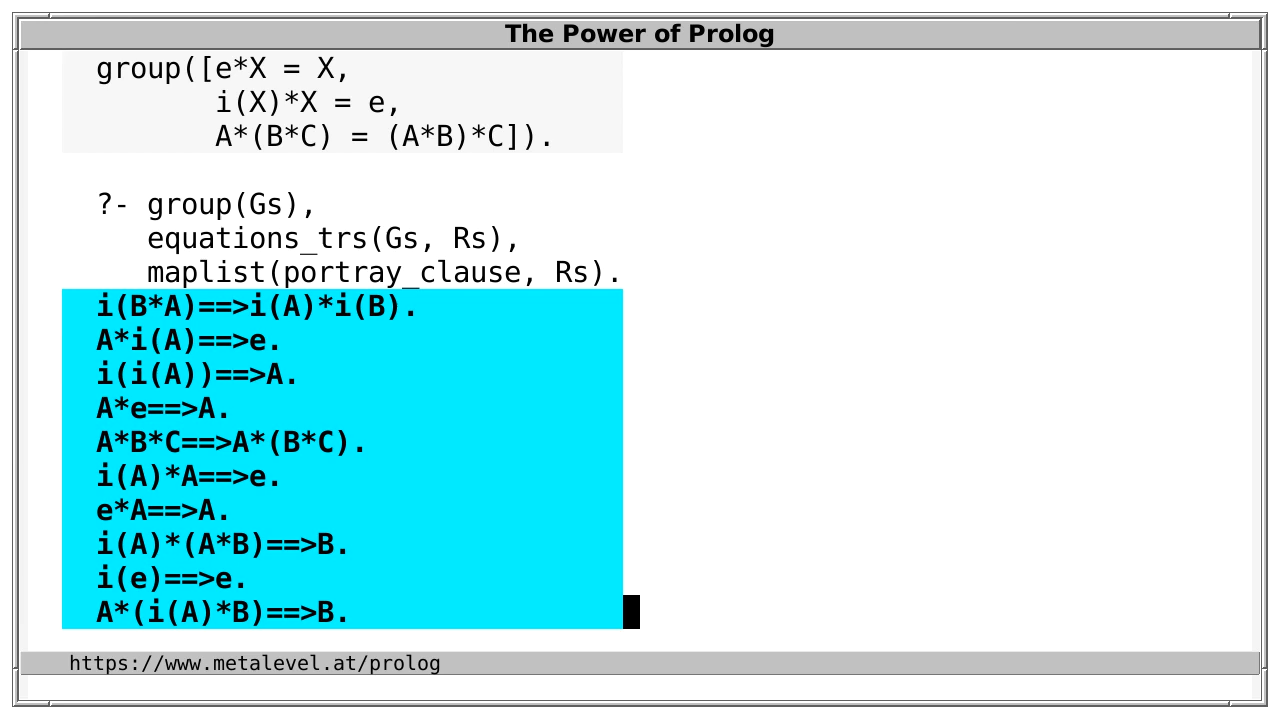 The Power of Prolog
group([e*X = X,
       i(X)*X = e,
       A*(B*C) = (A*B)*C]).
?- group(Gs),
   equations_trs(Gs, Rs),
   maplist(portray_clause, Rs).
i(B*A)==>i(A)*i(B).
A*i(A)==>e.
i(i(A))==>A.
A*e==>A.
A*B*C==>A*(B*C).
i(A)*A==>e.
e*A==>A.
i(A)*(A*B)==>B.
i(e)==>e.
A*(i(A)*B)==>B.
https://www.metalevel.at/prolog